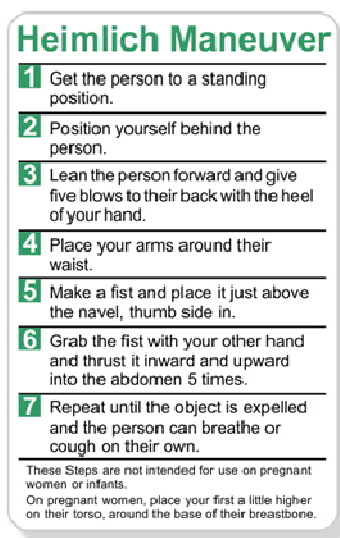 Heimlich Maneuver
1 Get the person to a standing
position.
2 Position yourself behind the
person.
3 Lean the person forward and give
five blows to their back with the heel
of your hand.
4 Place your arms around their
waist.
5 Make a fist and place it just above
the navel, thumb side in.
6 Grab the fist with your other hand
and thrust it inward and upward
into the abdomen 5 times.
7 Repeat until the object is expelled
and the person can breathe or
cough on their own.
These Steps are not intended for use on pregnant
women or infants.
On pregnant women, place your first a little higher
on their torso, around the base of their breastbone.